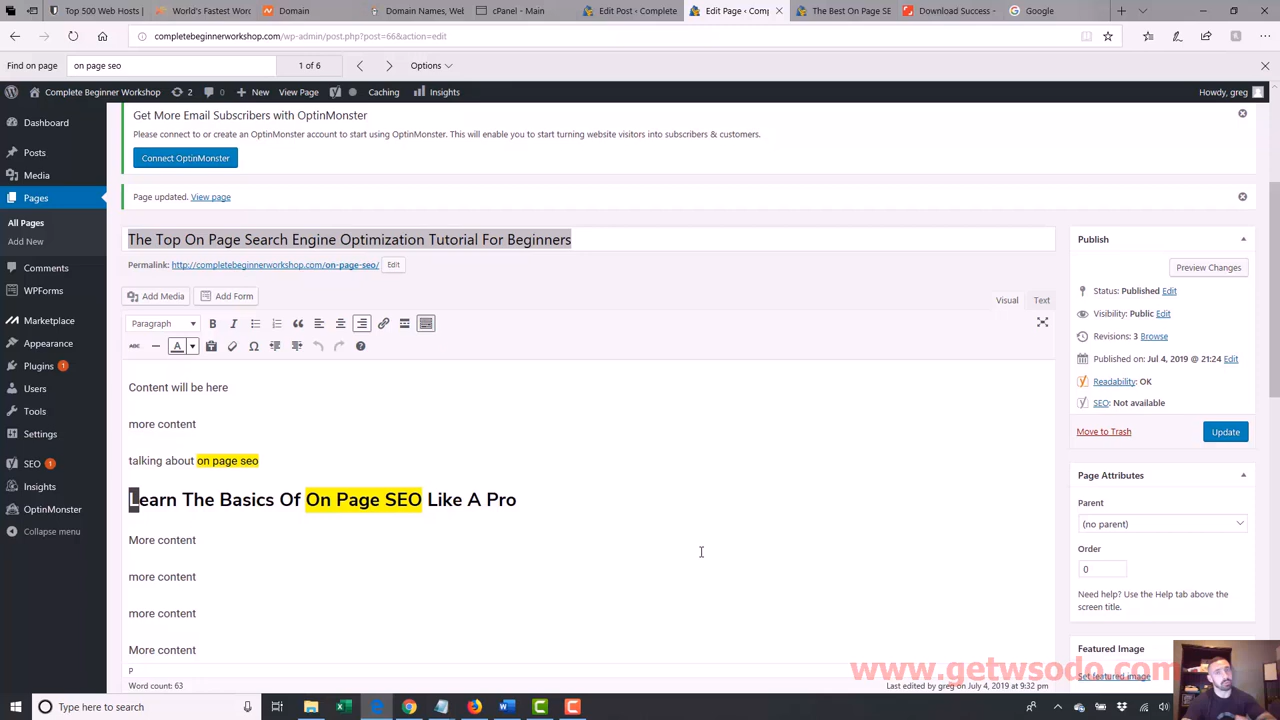 Top 500 Web Hosting
World's Fastest Word
Domain
Domain Names, Web
cPanel - Main
Edit Post ‹ Complete
Edit Page ‹ Comp
The Best On Page SE
Download Success -
Google
completebeginnerworkshop.com/wp-admin/post.php?post=66&action=edit
Find on page
on page seo
1 of 6
Options
Complete Beginner Workshop
2
0
New
View Page
Caching
Insights
Howdy, greg
Dashboard
Posts
Media
Pages
All Pages
Add New
Comments
WPForms
Marketplace
Appearance
Plugins 1
Users
Tools
Settings
SEO 1
Insights
OptinMonster
Collapse menu
Get More Email Subscribers with OptinMonster
Please connect to or create an OptinMonster account to start using OptinMonster. This will enable you to start turning website visitors into subscribers & customers.
Connect OptinMonster
Page updated. View page
The Top On Page Search Engine Optimization Tutorial For Beginners
Permalink: http://completebeginnerworkshop.com/on-page-seo/ Edit
Add Media
Add Form
Visual
Text
Paragraph
Content will be here
more content
talking about on page seo
Learn The Basics Of On Page SEO Like A Pro
More content
more content
more content
More content
P
Word count: 63
Last edited by greg on July 4, 2019 at 9:32 pm
Publish
Preview Changes
Status: Published Edit
Visibility: Public Edit
Revisions: 3 Browse
Published on: Jul 4, 2019 @ 21:24 Edit
Readability: OK
SEO: Not available
Move to Trash
Update
Page Attributes
Parent
(no parent)
Order
0
Need help? Use the Help tab above the
screen title.
Featured Image
Set featured image
www.getwsodo.com
Type here to search